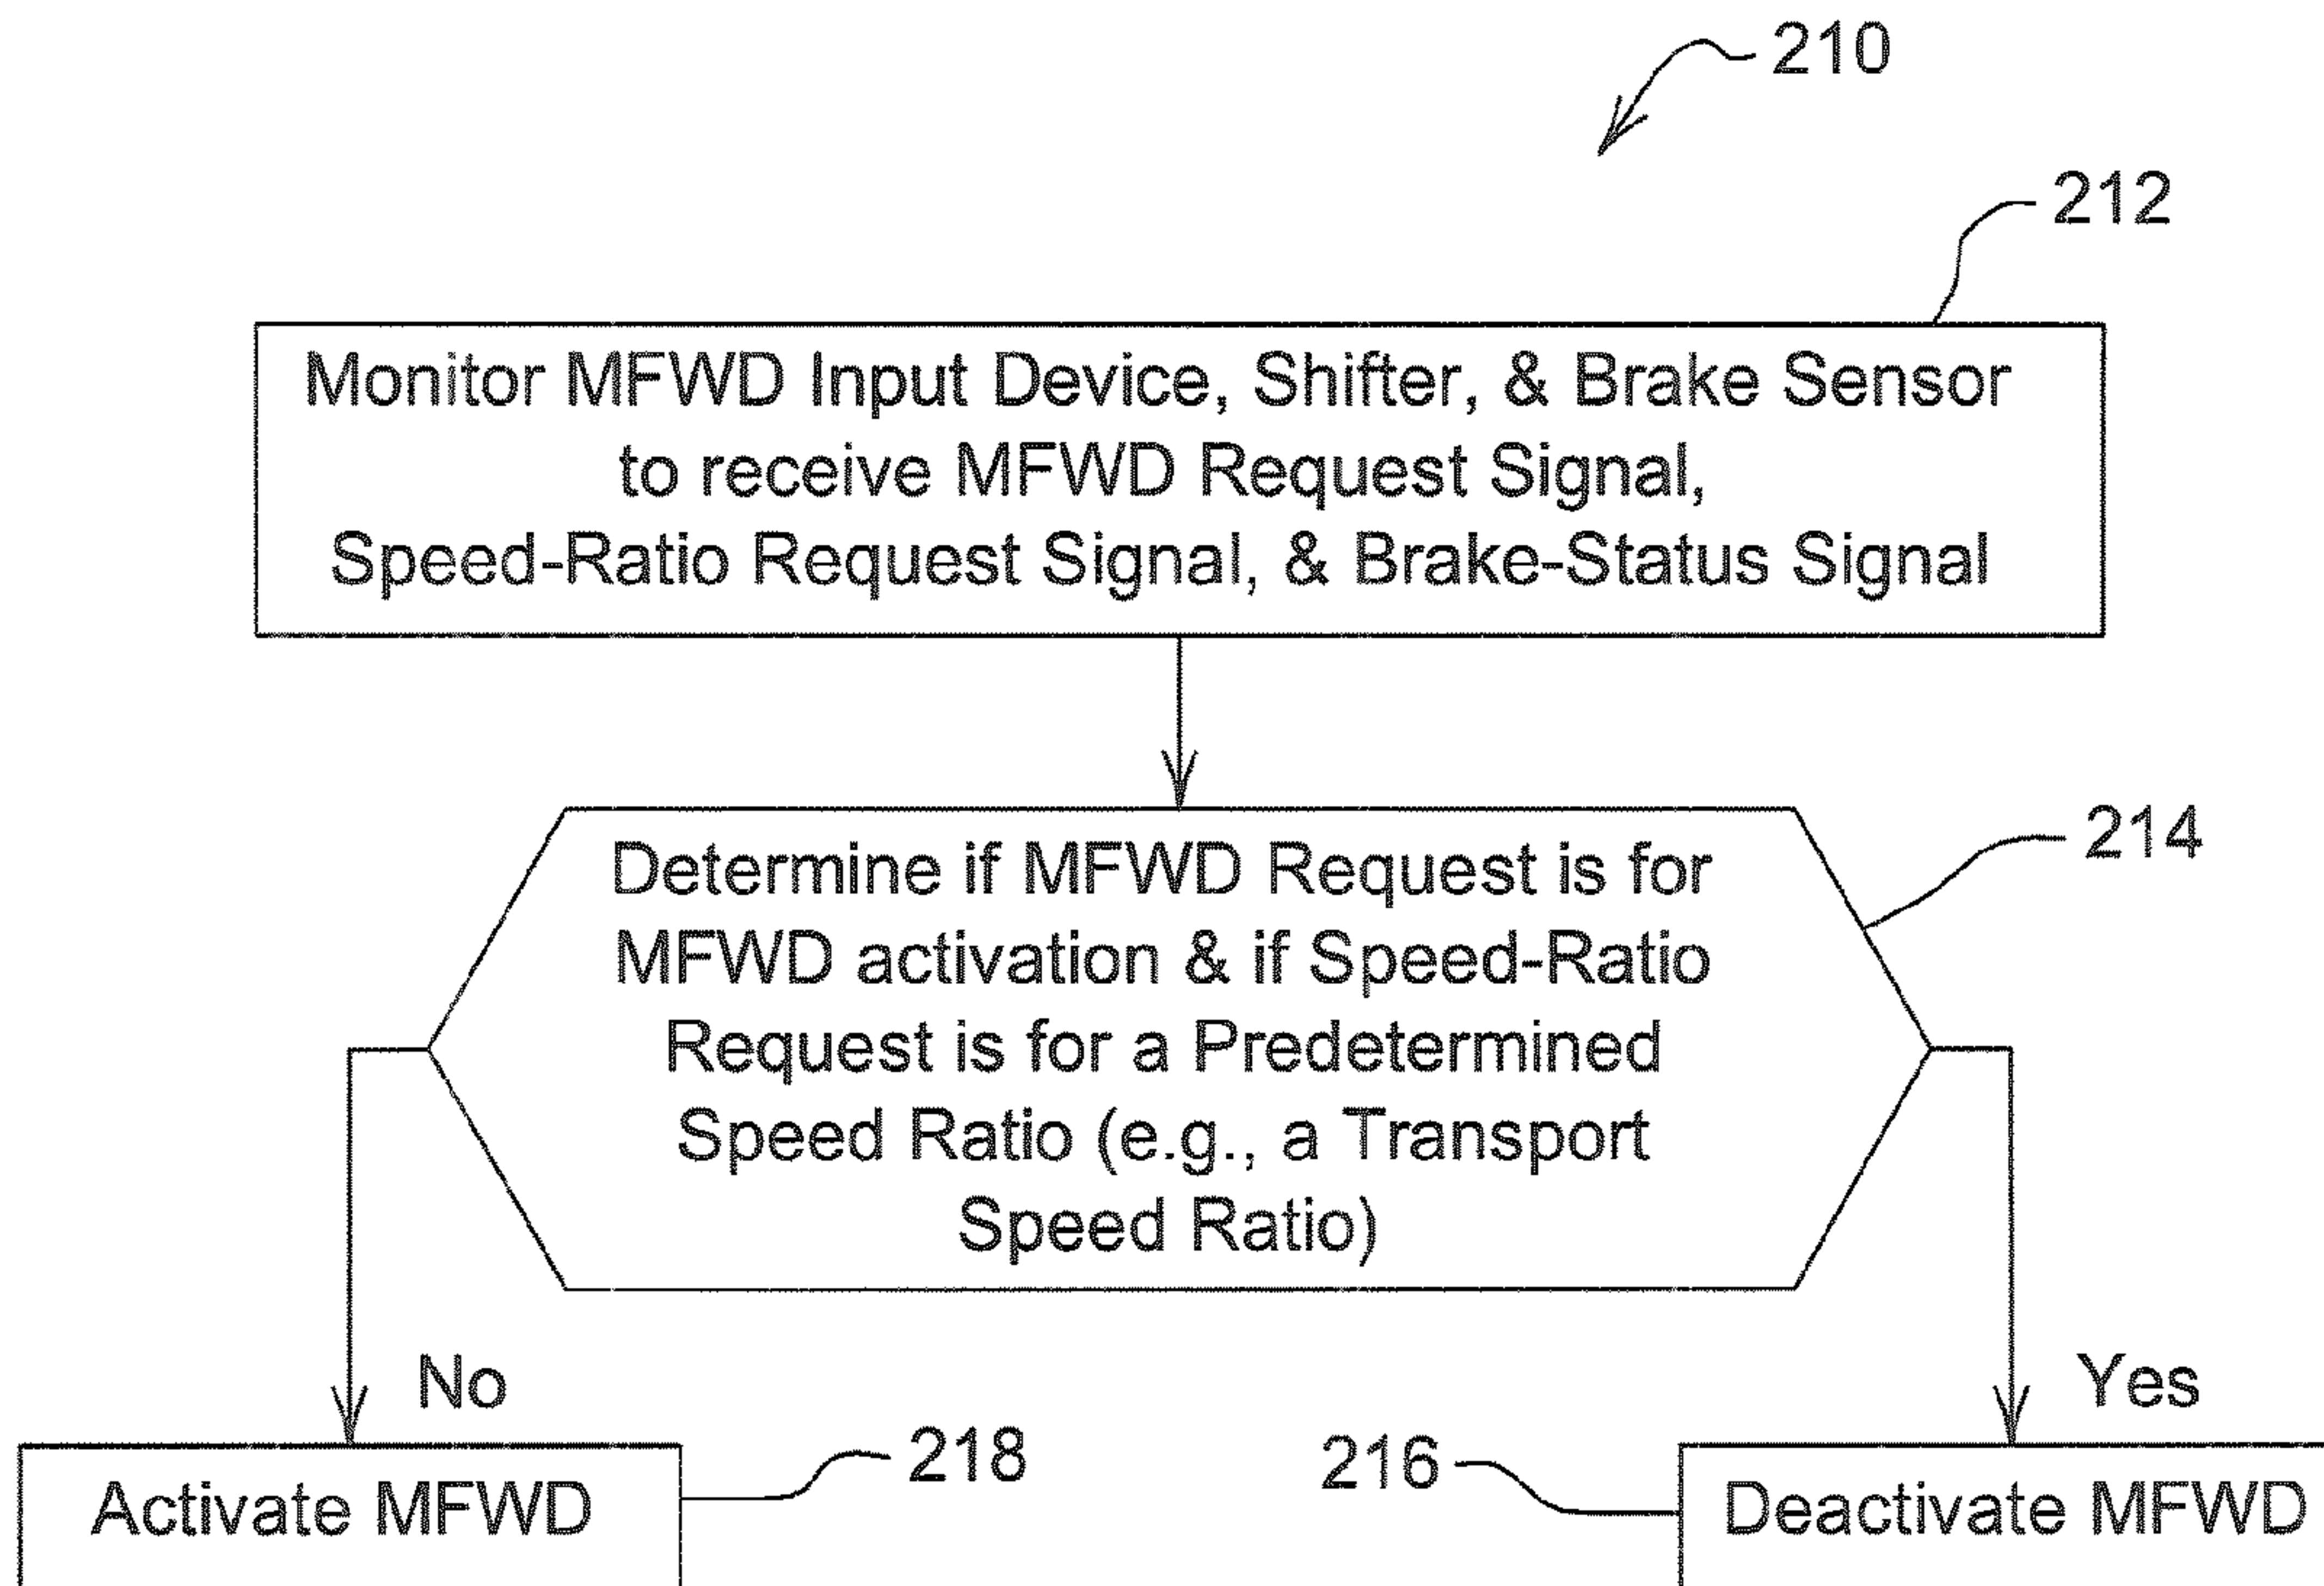 210
212
Monitor MFWD Input Device, Shifter, & Brake Sensor
to receive MFWD Request Signal,
Speed-Ratio Request Signal, & Brake-Status Signal
214
Determine if MFWD Request is for
MFWD activation & if Speed-Ratio
Request is for a Predetermined
Speed Ratio (e.g., a Transport
Speed Ratio)
No
Yes
218
216
Activate MFWD
Deactivate MFWD